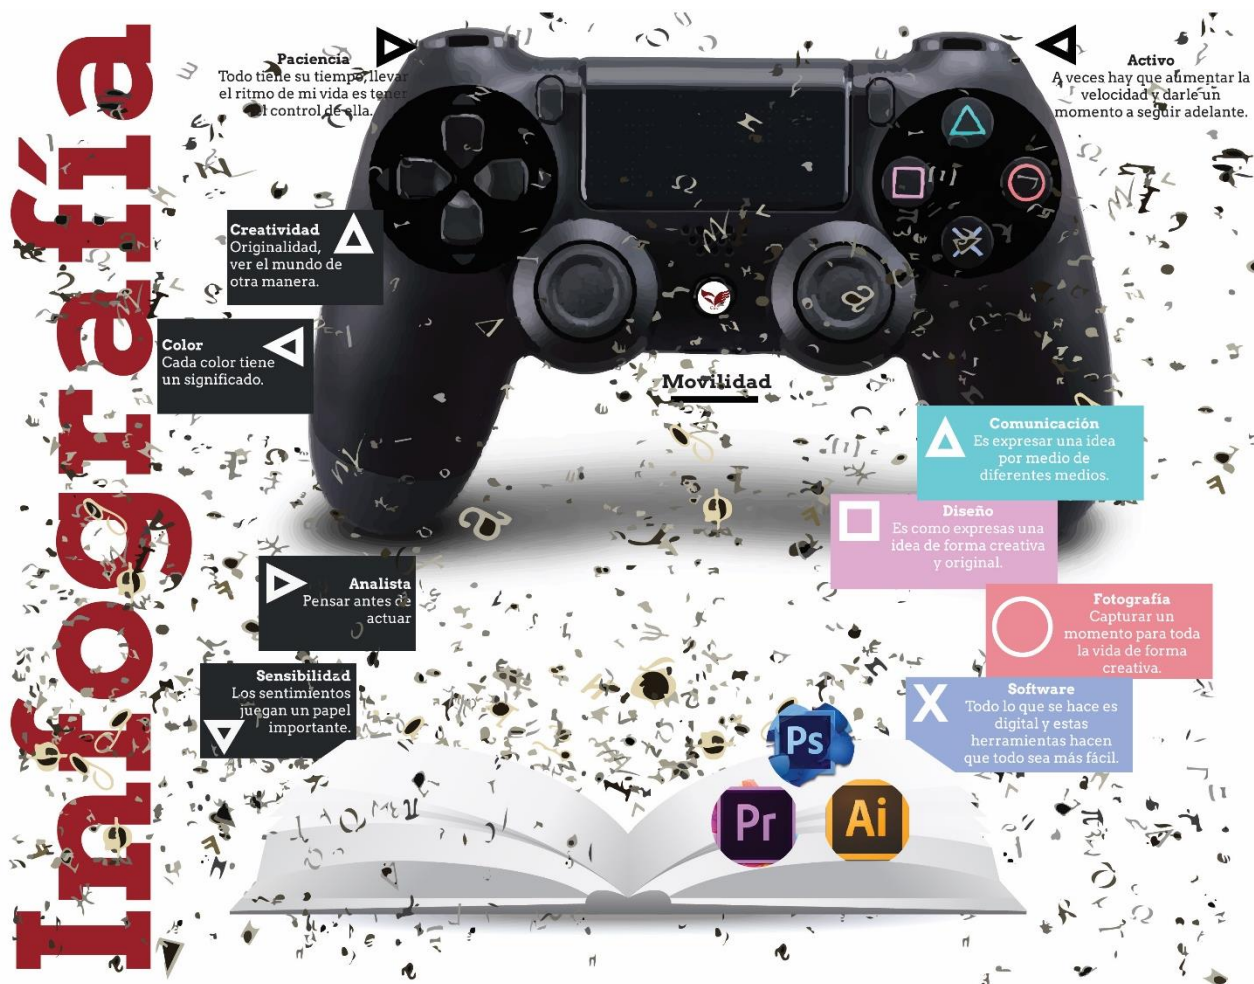 Infografía
Paciencia
Todo tiene su tiempo, llevar
el ritmo de mi vida es tener
el control de ella.
Activo
A veces hay que aumentar la
velocidad y darle un
momento a seguir adelante.
Creatividad
Originalidad,
ver el mundo de
otra manera.
Color
Cada color tiene
un significado.
Movilidad
Comunicación
Es expresar una idea
por medio de
diferentes medios.
Diseño
Es como expresas una
idea de forma creativa
y original.
Analista
Pensar antes de
actuar
Fotografía
Capturar un
momento para toda
la vida de forma
creativa.
Sensibilidad
Los sentimientos
juegan un papel
importante.
X
Software
Todo lo que se hace es
digital y estas
herramientas hacen
que todo sea más fácil.
Ps
Pr
Ai